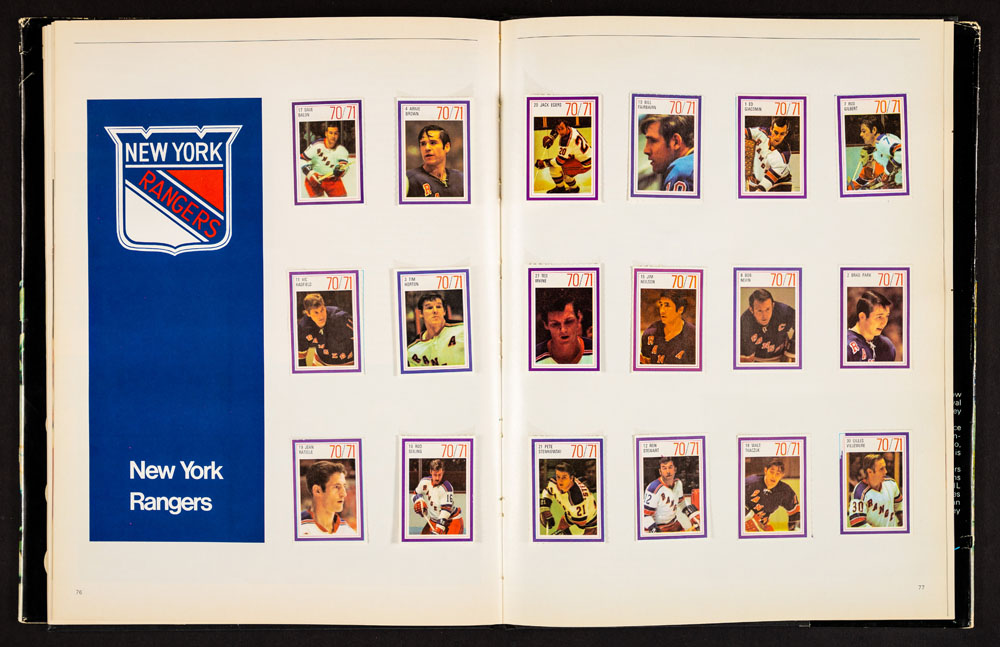 NEW YORK
RANGERS
New York
Rangers
17 DAVE
BALON
70/71
4 ARNIE
BROWN
70/71
20 JACK EGERS
70/71
10 BILL
FAIRBAIRN
70/71
1 ED
GIACOMIN
70/71
7 ROD
GILBERT
70/71
11 VIC
HADFIELD
70/71
3 TIM
HORTON
70/71
27 TED
IRVINE
70/71
15 JIM
NEILSON
70/71
8 BOB
NEVIN
70/71
2 BRAD PARK
70/71
19 JEAN
RATELLE
70/71
16 ROD
SEILING
70/71
21 PETE
STEMKOWSKI
70/71
12 RON
STEWART
70/71
18 WALT
TKACZUK
70/71
30 GILLES
VILLEMURE
70/71
76
77